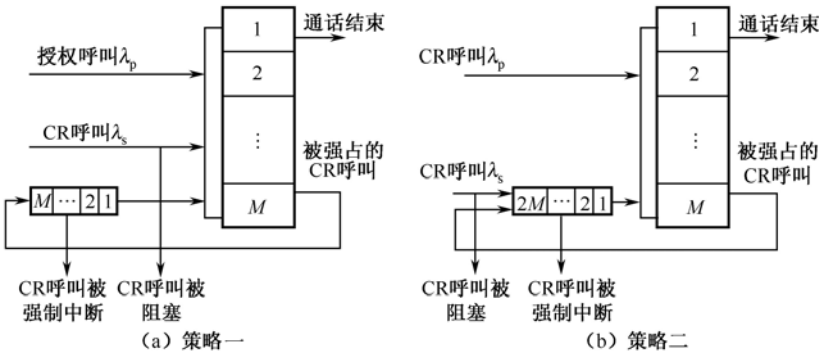 授权呼叫λp
CR呼叫λs
1
2
⋮
M
通话结束
被强占的
CR呼叫
M ⋯ 2 1
CR呼叫被
强制中断
CR呼叫被
阻塞
(a) 策略一
CR呼叫λp
CR呼叫λs
1
2
⋮
M
通话结束
被强占的
CR呼叫
2M ⋯ 2 1
CR呼叫被
阻塞
CR呼叫被
强制中断
(b) 策略二